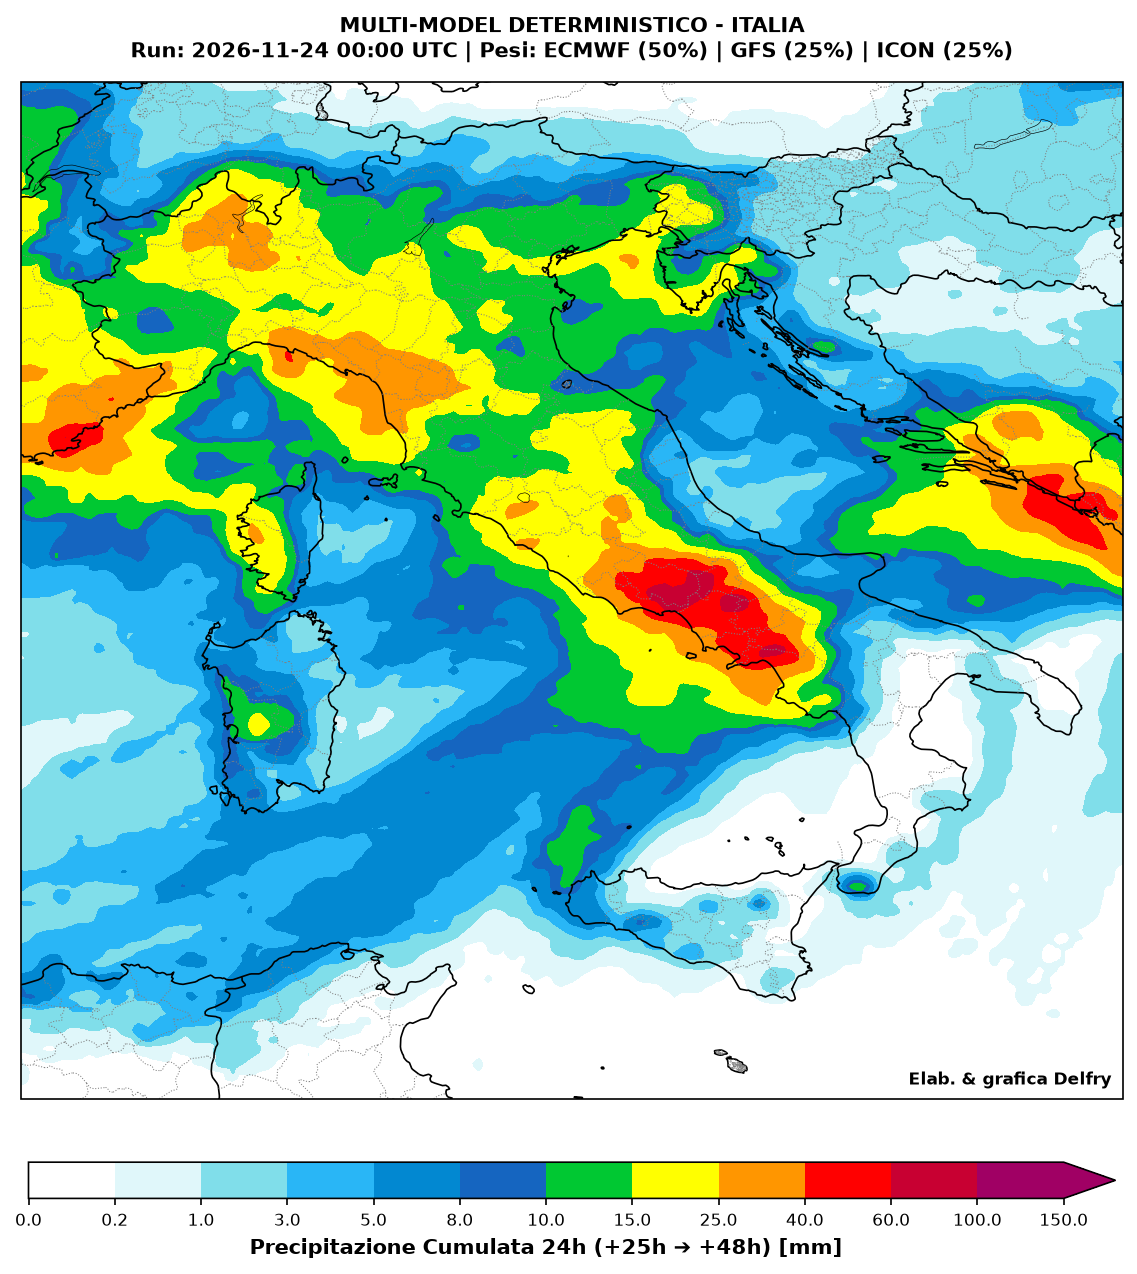 MULTI-MODEL DETERMINISTICO - ITALIA
Run: 2026-11-24 00:00 UTC | Pesi: ECMWF (50%) | GFS (25%) | ICON (25%)
Elab. & grafica Delfry
0.0 0.2 1.0 3.0 5.0 8.0 10.0 15.0 25.0 40.0 60.0 100.0 150.0
Precipitazione Cumulata 24h (+25h → +48h) [mm]